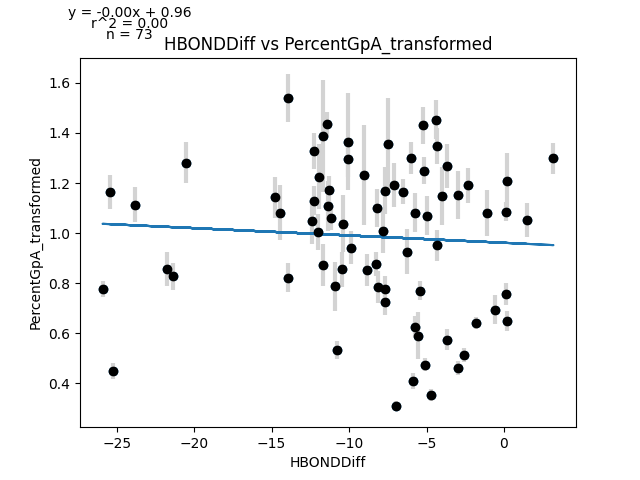 y = -0.00x + 0.96
r^2 = 0.00
n = 73
HBONDDiff vs PercentGpA_transformed
PercentGpA_transformed
1.6
1.4
1.2
1.0
0.8
0.6
0.4
−25
−20
−15
−10
−5
0
HBONDDiff